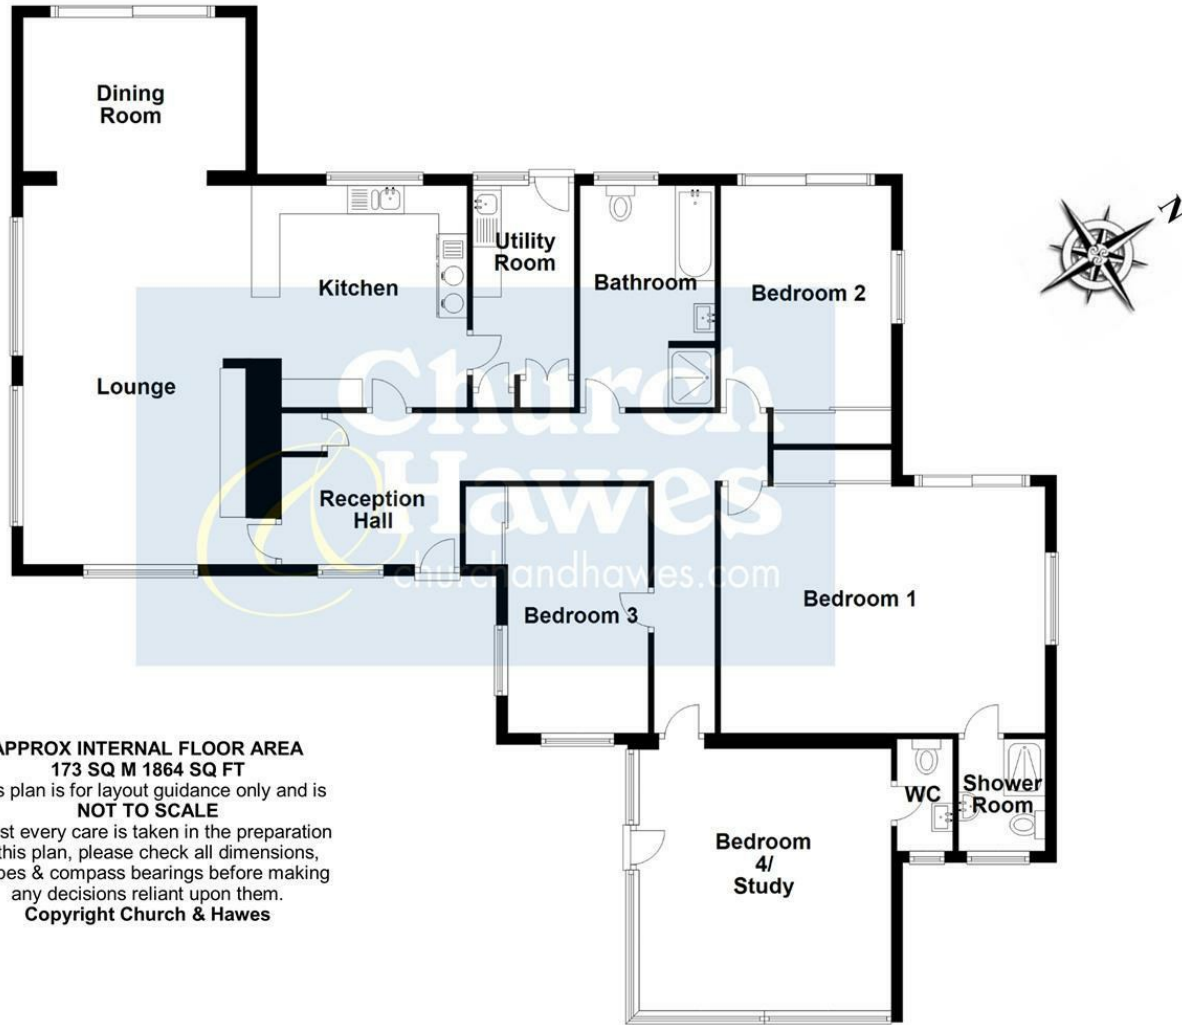 Dining
Room
Utility
Room
Kitchen
Bathroom
Bedroom 2
N
Lounge
Church
& Hawes
churchandhawes.com
Reception
Hall
Bedroom 3
Bedroom 1
APPROX INTERNAL FLOOR AREA
173 SQ M 1864 SQ FT
s plan is for layout guidance only and is
NOT TO SCALE
st every care is taken in the preparation
this plan, please check all dimensions,
pes & compass bearings before making
any decisions reliant upon them.
Copyright Church & Hawes
WC
Shower
Room
Bedroom
4/
Study